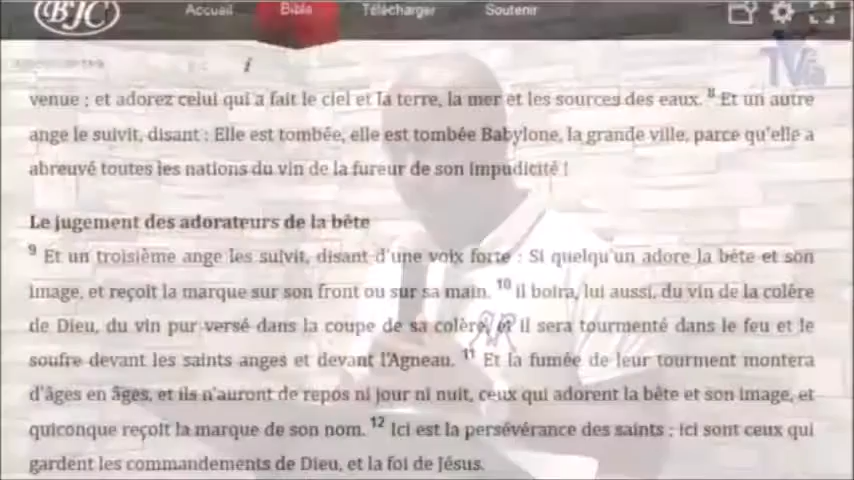 BJC Accueil Bible Télécharger Soutenir
TV
i
venue ; et adorez celui qui a fait le ciel et la terre, la mer et les sources des eaux. 8 Et un autre
ange le suivit, disant : Elle est tombée, elle est tombée Babylone, la grande ville, parce qu'elle a
abreuvé toutes les nations du vin de la fureur de son impudicité !
Le jugement des adorateurs de la bête
9 Et un troisième ange les suivit, disant d'une voix forte : Si quelqu'un adore la bête et son
image, et reçoit la marque sur son front ou sur sa main. 10 il boira, lui aussi, du vin de la colère
de Dieu, du vin pur versé dans la coupe de sa colère, et il sera tourmenté dans le feu et le
soufre devant les saints anges et devant l'Agneau. 11 Et la fumée de leur tourment montera
d'âges en âges, et ils n'auront de repos ni jour ni nuit, ceux qui adorent la bête et son image, et
quiconque reçoit la marque de son nom. 12 Ici est la persévérance des saints ; ici sont ceux qui
gardent les commandements de Dieu, et la foi de Jésus.